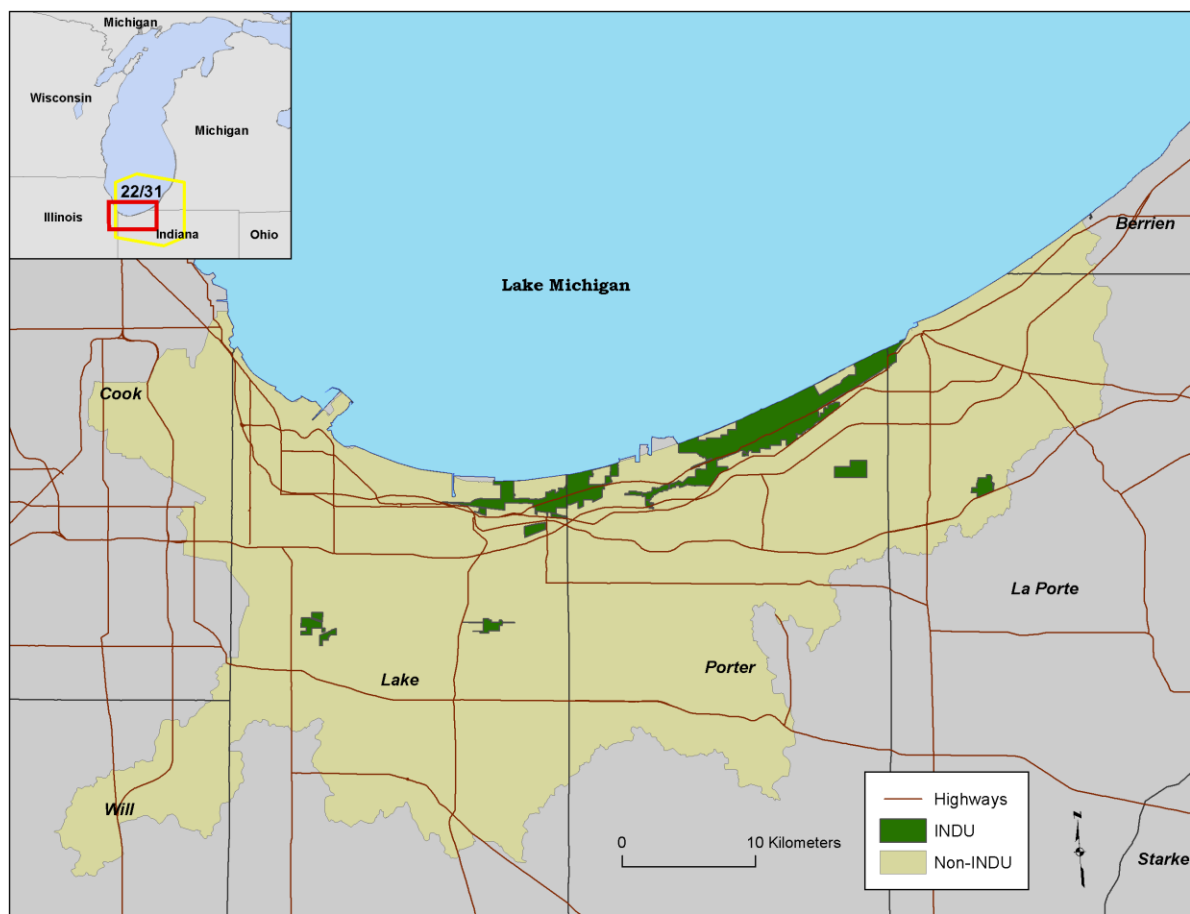 Michigan
Wisconsin
Michigan
22/31
Illinois
Indiana
Ohio
Berrien
Lake Michigan
Cook
La Porte
Porter
Lake
Will
Highways
INDU
Non-INDU
0
10 Kilometers
N
Starke